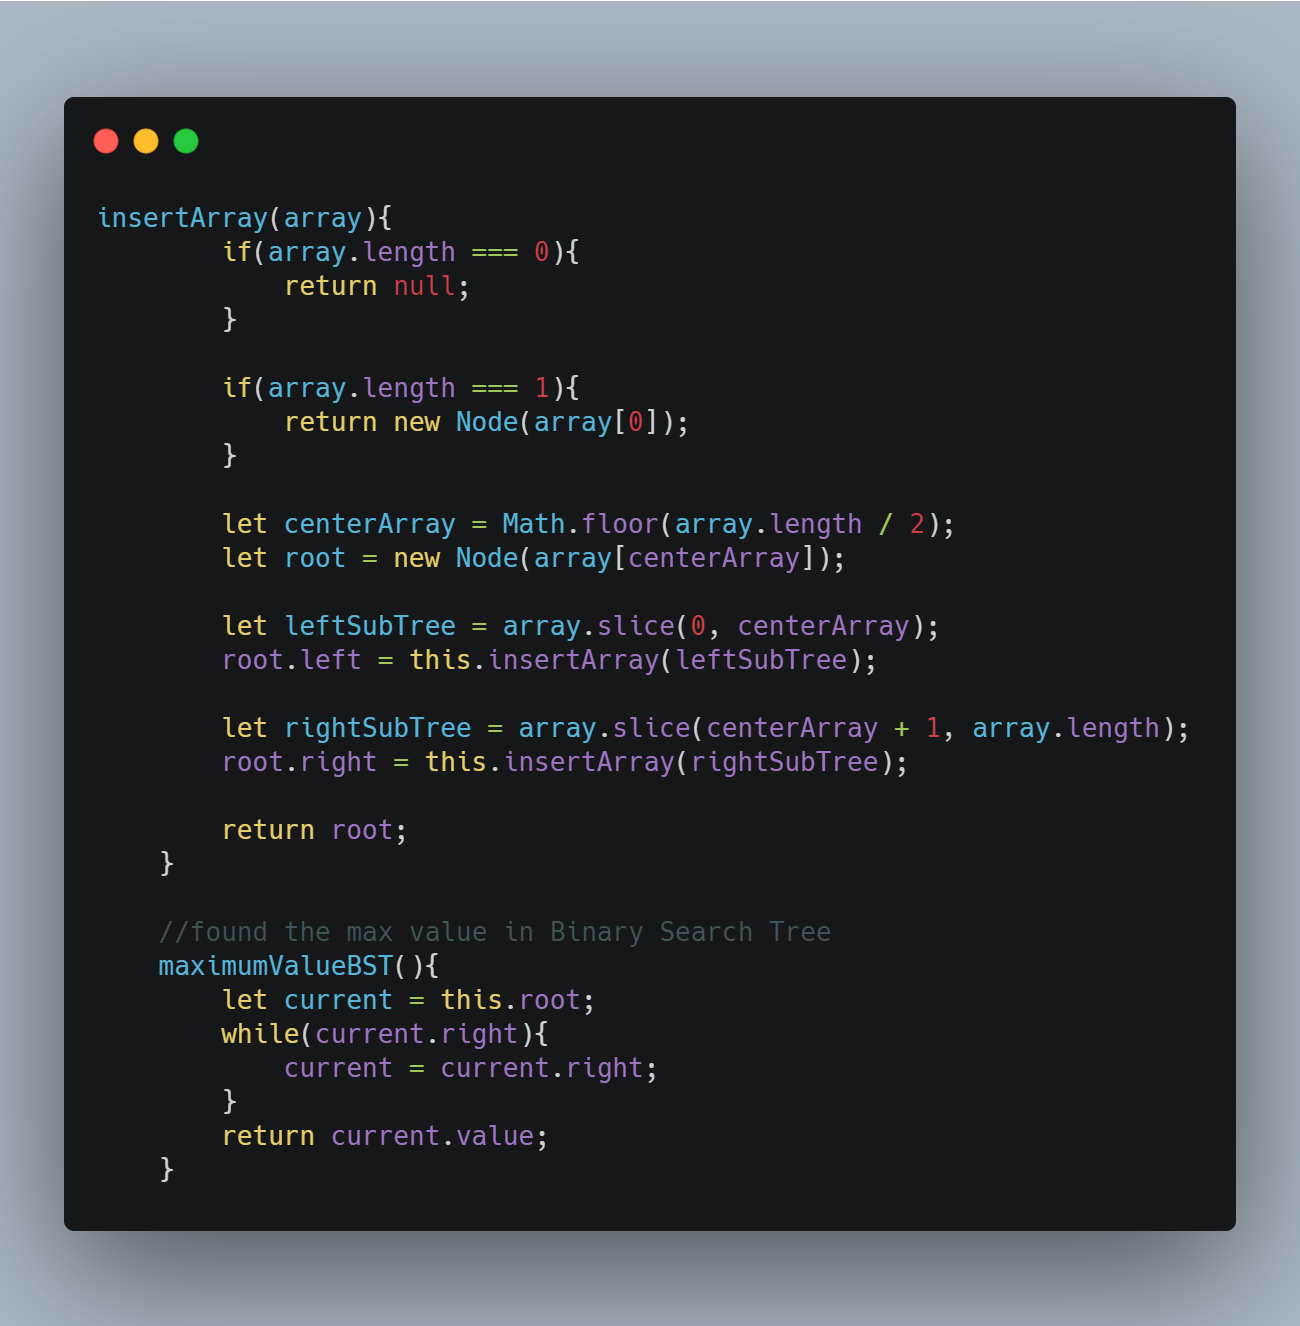 insertArray(array){
        if(array.length === 0){
            return null;
        }

        if(array.length === 1){
            return new Node(array[0]);
        }

        let centerArray = Math.floor(array.length / 2);
        let root = new Node(array[centerArray]);

        let leftSubTree = array.slice(0, centerArray);
        root.left = this.insertArray(leftSubTree);

        let rightSubTree = array.slice(centerArray + 1, array.length);
        root.right = this.insertArray(rightSubTree);

        return root;
    }

    //found the max value in Binary Search Tree
    maximumValueBST(){
        let current = this.root;
        while(current.right){
            current = current.right;
        }
        return current.value;
    }